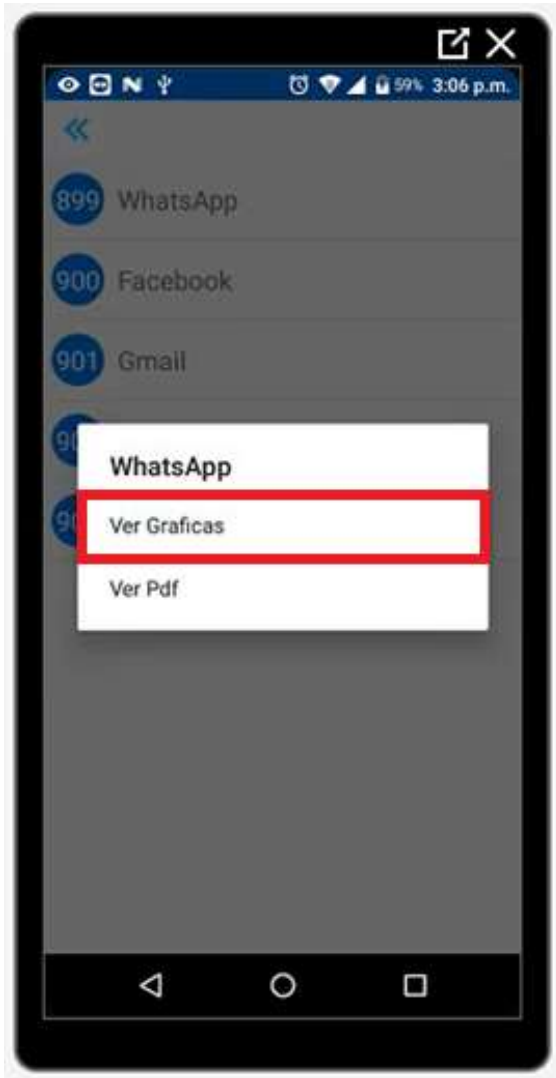 59% 3:06 p.m.
899 WhatsApp
900 Facebook
901 Gmail
WhatsApp
Ver Graficas
Ver Pdf